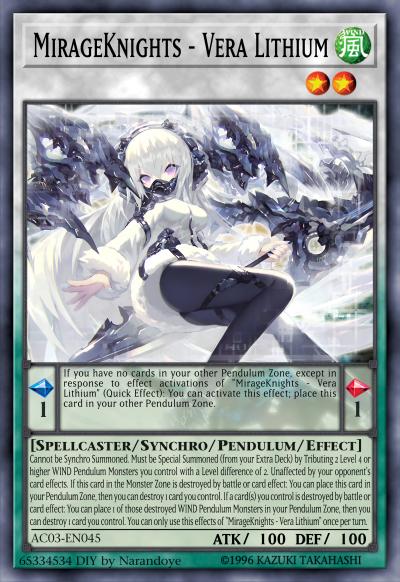 MirageKnights - Vera Lithium
WIND
風
If you have no cards in your other Pendulum Zone, except in
response to effect activations of "MirageKnights - Vera
Lithium" (Quick Effect): You can activate this effect; place this
card in your other Pendulum Zone.
1
1
[Spellcaster/Synchro/Pendulum/Effect]
Cannot be Synchro Summoned. Must be Special Summoned (from your Extra Deck) by Tributing 2 Level 4 or
higher WIND Pendulum Monsters you control with a Level difference of 2. Unaffected by your opponent's
card effects. If this card in the Monster Zone is destroyed by battle or card effect: You can place this card
in your Pendulum Zone, then you can destroy 1 card you control. If a card(s) you control is destroyed by battle or
card effect: You can place 1 of those destroyed WIND Pendulum Monsters in your Pendulum Zone, then you
can destroy 1 card you control. You can only use this effects of "MirageKnights - Vera Lithium" once per turn.
AC03-EN045
ATK/ 100 DEF/ 100
65334534 DIY by Narandoye
©1996 KAZUKI TAKAHASHI